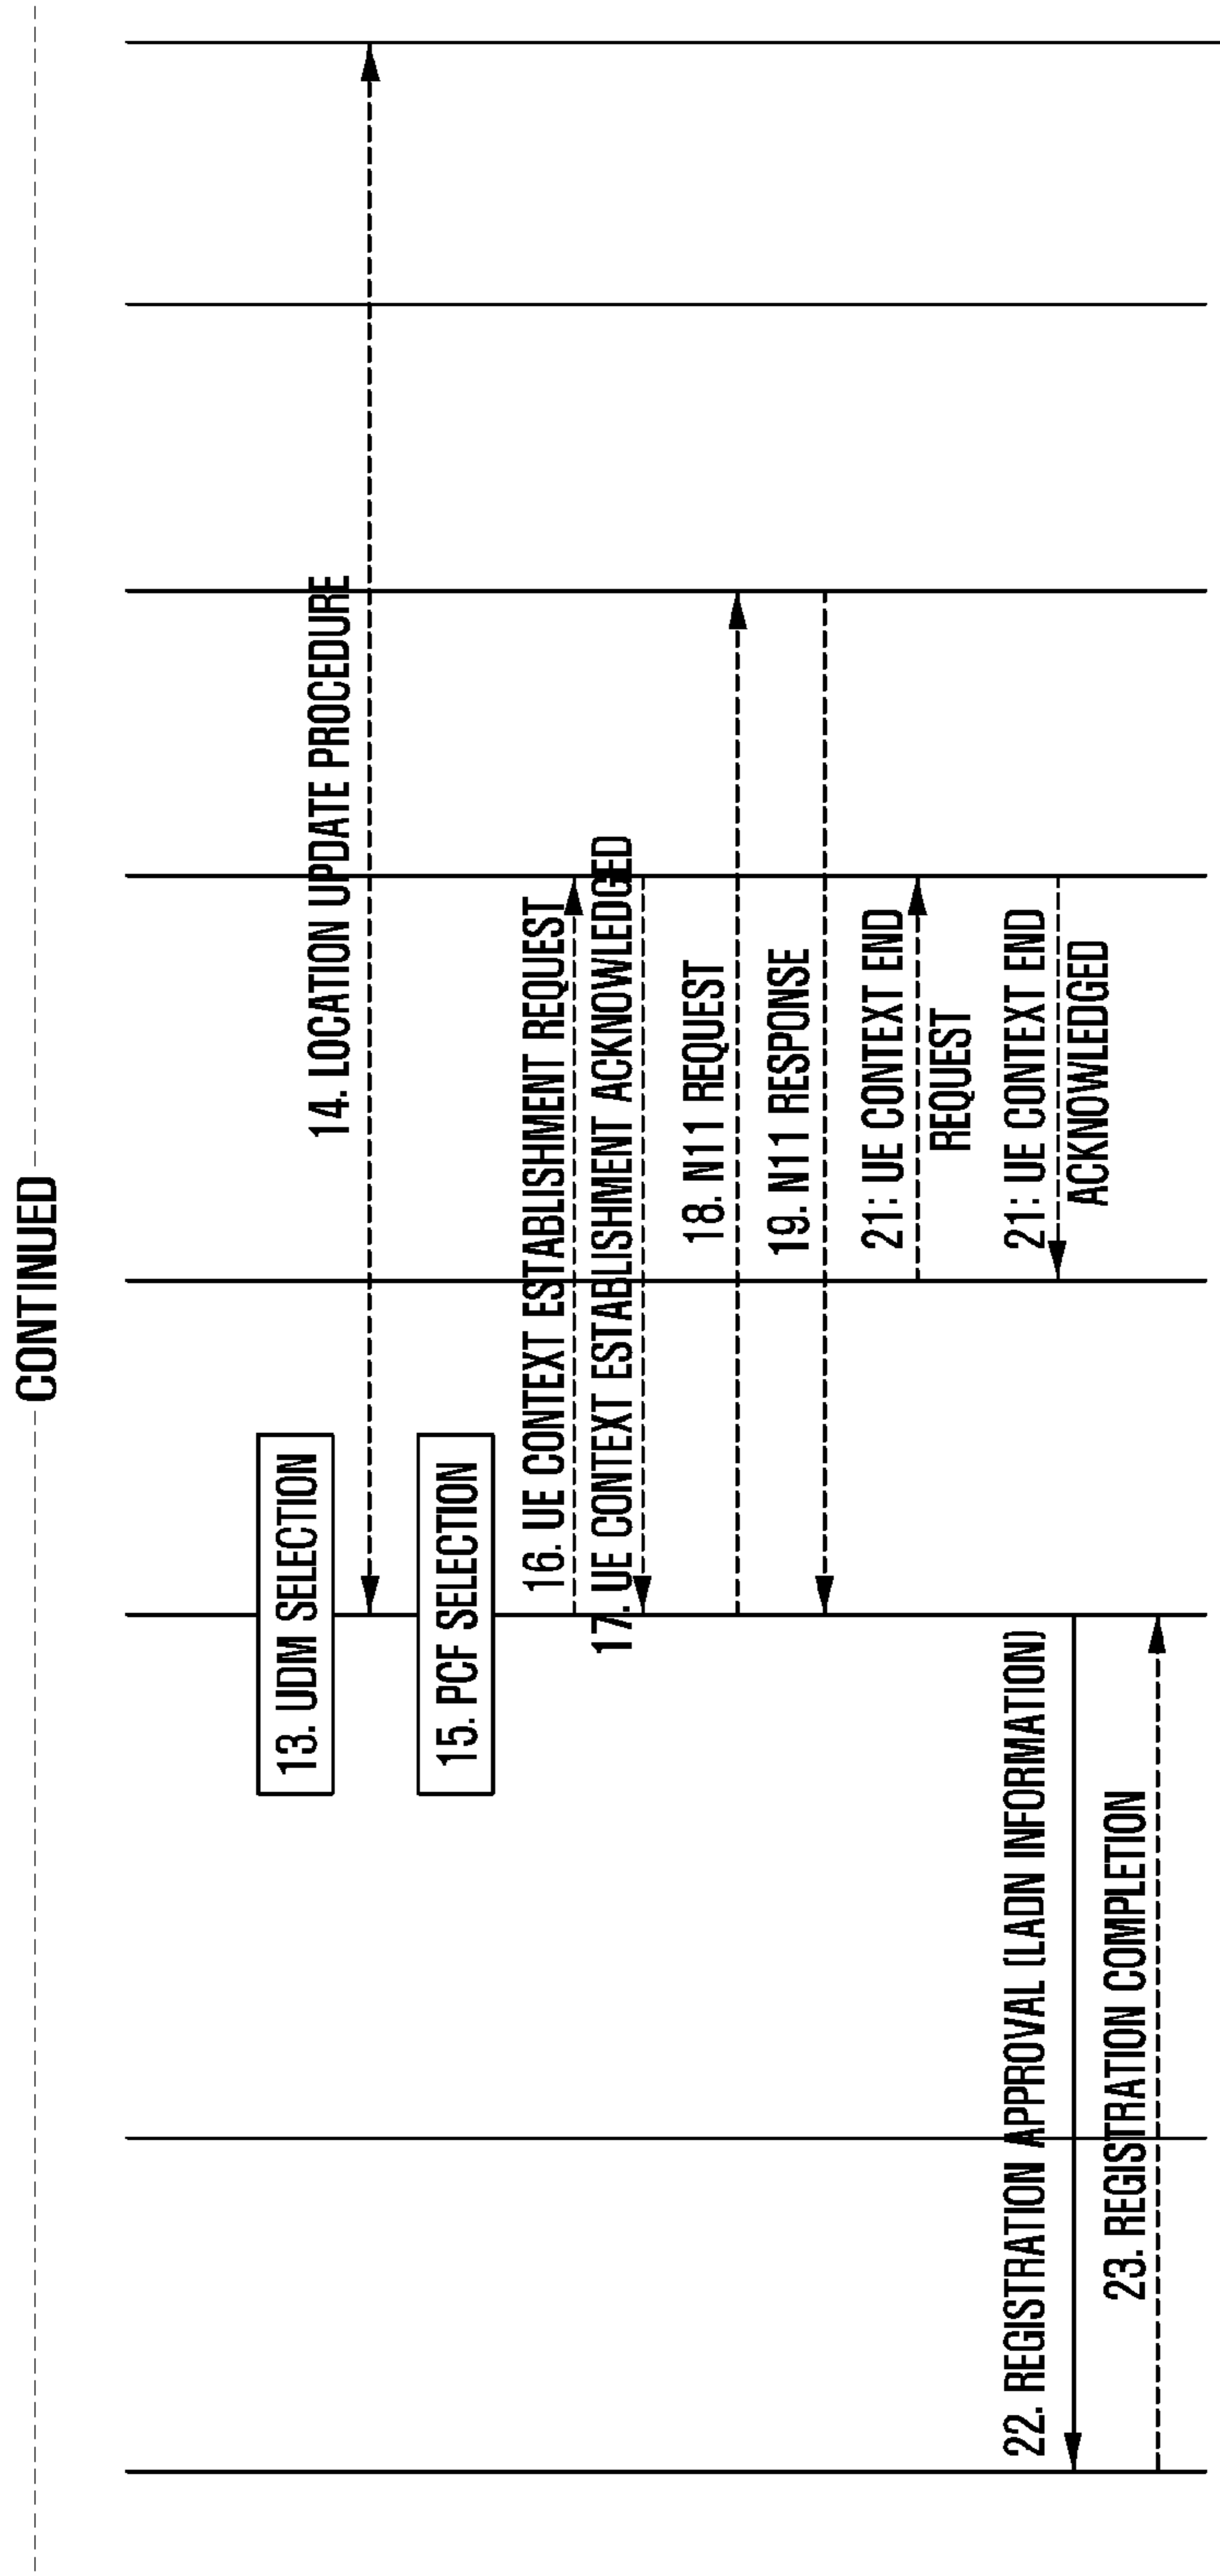 CONTINUED
13. UDM SELECTION
14. LOCATION UPDATE PROCEDURE
15. PCF SELECTION
16. UE CONTEXT ESTABLISHMENT REQUEST
17. UE CONTEXT ESTABLISHMENT ACKNOWLEDGED
18. N11 REQUEST
19. N11 RESPONSE
21: UE CONTEXT END
REQUEST
21: UE CONTEXT END
ACKNOWLEDGED
22. REGISTRATION APPROVAL (LADN INFORMATION)
23. REGISTRATION COMPLETION